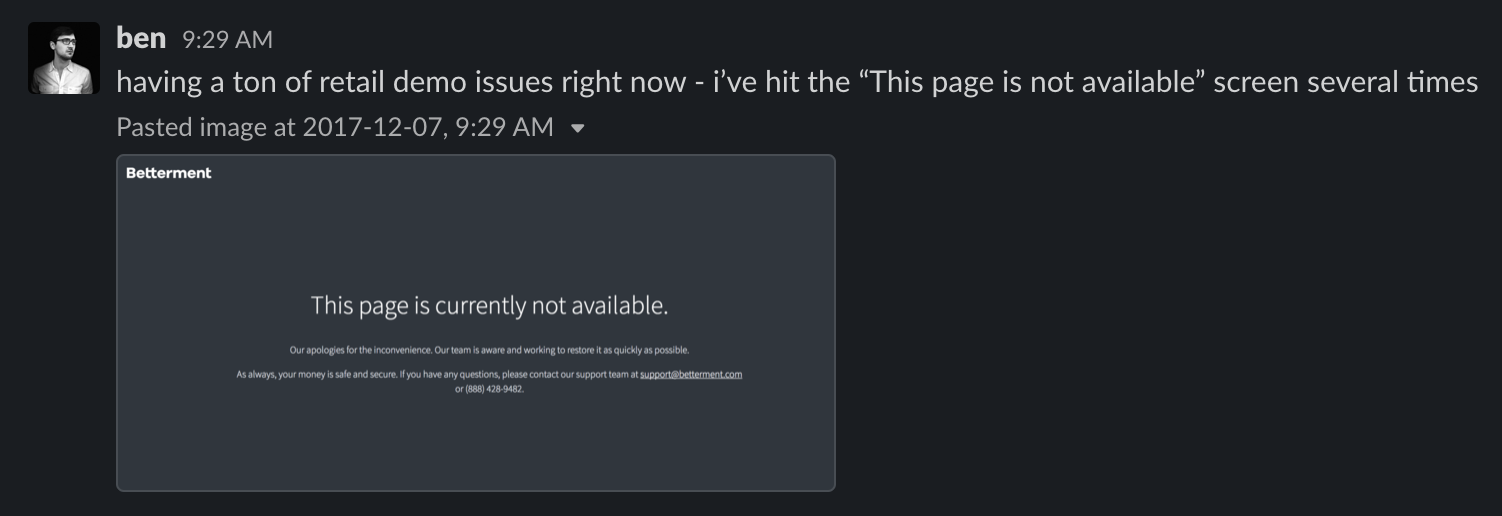 ben 9:29 AM
having a ton of retail demo issues right now - i’ve hit the “This page is not available” screen several times
Pasted image at 2017-12-07, 9:29 AM
Betterment
This page is currently not available.
Our apologies for the inconvenience. Our team is aware and working to restore it as quickly as possible.
As always, your money is safe and secure. If you have any questions, please contact our support team at support@betterment.com
or (888) 428-9482.